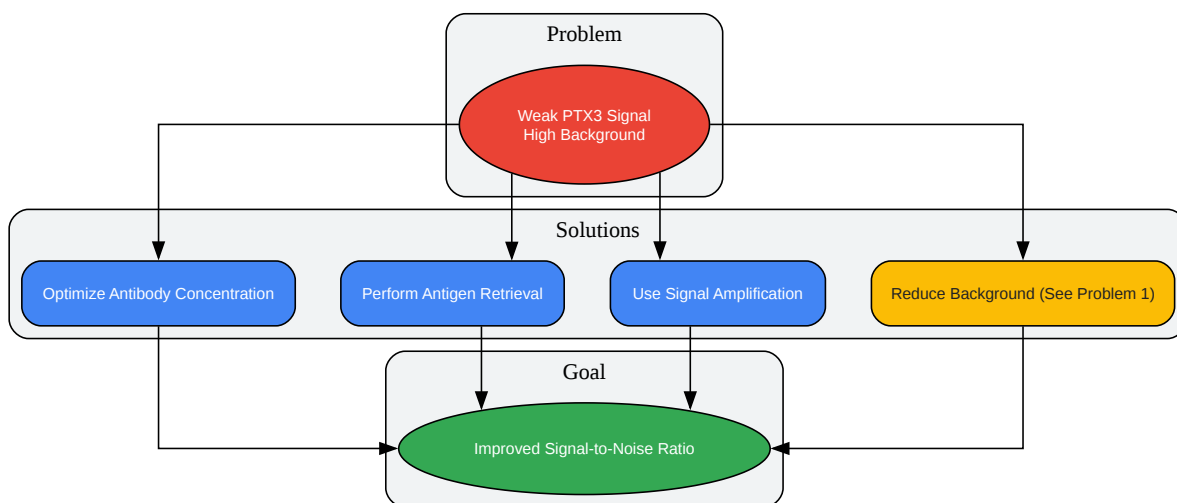 Problem
Weak PTX3 Signal
High Background
Solutions
Optimize Antibody Concentration
Perform Antigen Retrieval
Use Signal Amplification
Reduce Background (See Problem 1)
Goal
Improved Signal-to-Noise Ratio